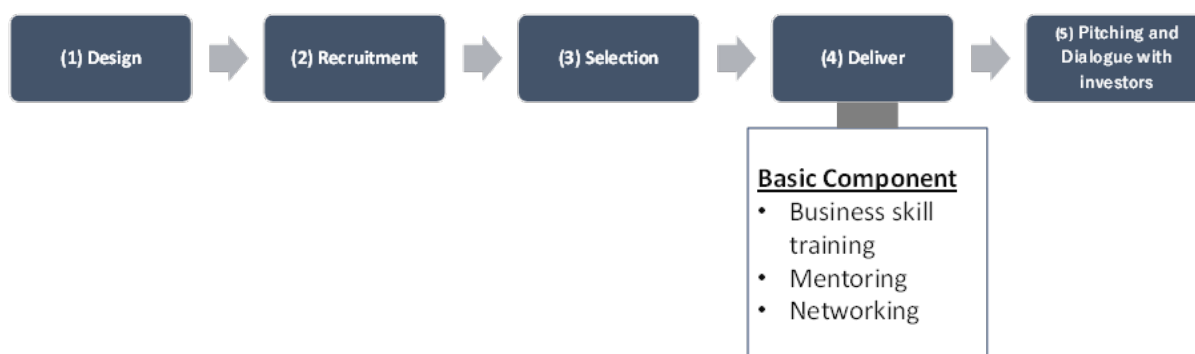 (1) Design
(2) Recruitment
(3) Selection
(4) Deliver
(5) Pitching and
Dialogue with
investors
Basic Component
• Business skill
training
• Mentoring
• Networking